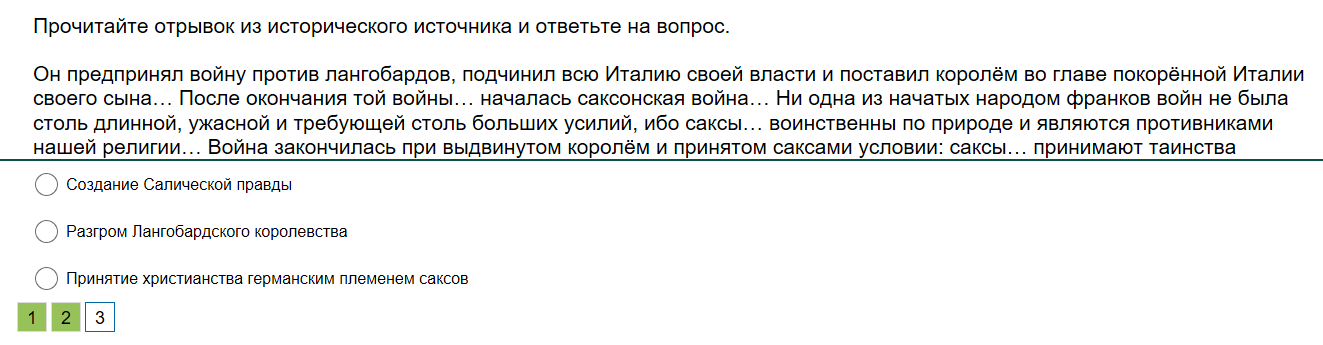 Прочитайте отрывок из исторического источника и ответьте на вопрос.
Он предпринял войну против лангобардов, подчинил всю Италию своей власти и поставил королём во главе покорённой Италии
своего сына… После окончания той войны… началась саксонская война… Ни одна из начатых народом франков войн не была
столь длинной, ужасной и требующей столь больших усилий, ибо саксы… воинственны по природе и являются противниками
нашей религии… Война закончилась при выдвинутом королём и принятом саксами условии: саксы… принимают таинства
Создание Салической правды
Разгром Лангобардского королевства
Принятие христианства германским племенем саксов
1 2 3